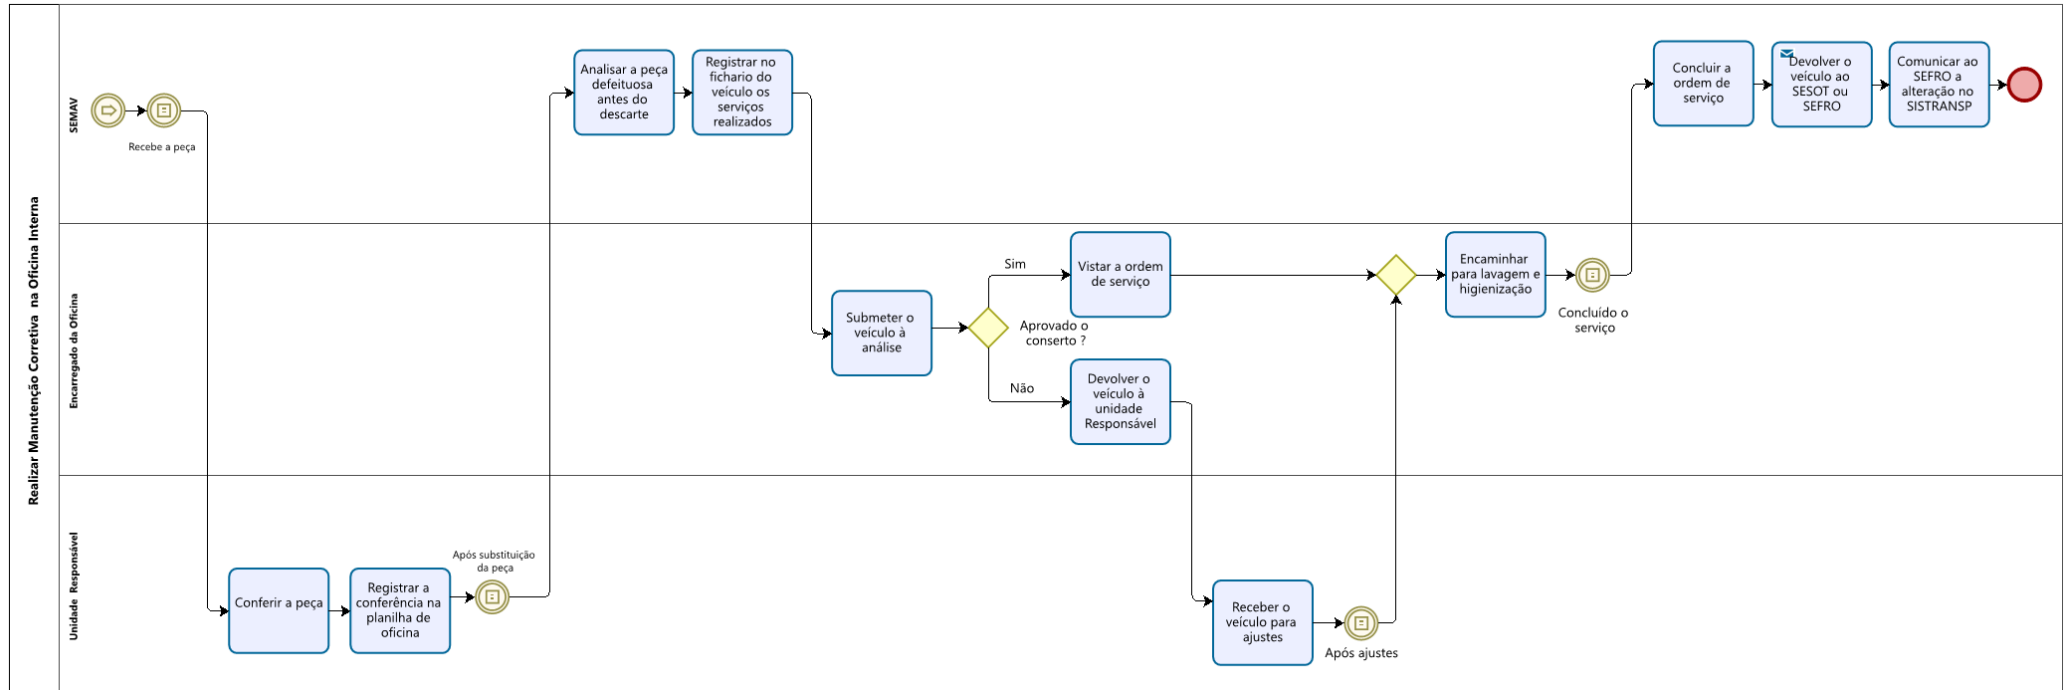 Realizar Manutenção Corretiva na Oficina Interna
SEMAV
Recebe a peça
Analisar a peça
defeituosa
antes do
descarte
Registrar no
fichario do
veículo os
serviços
realizados
Concluir a
ordem de
serviço
Devolver o
veículo ao
SESOT ou
SEFRO
Comunicar ao
SEFRO a
alteração no
SISTRANSP
Encarregado da Oficina
Submeter o
veículo à
análise
Aprovado o
conserto ?
Sim
Vistar a ordem
de serviço
Não
Devolver o
veículo à
unidade
Responsável
Encaminhar
para lavagem e
higienização
Concluído o
serviço
Unidade Responsável
Conferir a peça
Registrar a
conferência na
planilha de
oficina
Após substituição
da peça
Receber o
veículo para
ajustes
Após ajustes